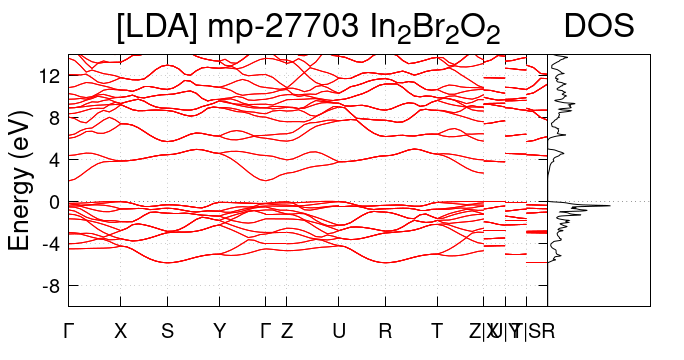 [LDA] mp-27703 In₂Br₂O₂ DOS
Energy (eV)
12
8
4
0
-4
-8
Γ X S Y Γ Z U R T Z|X U|Y T|S R